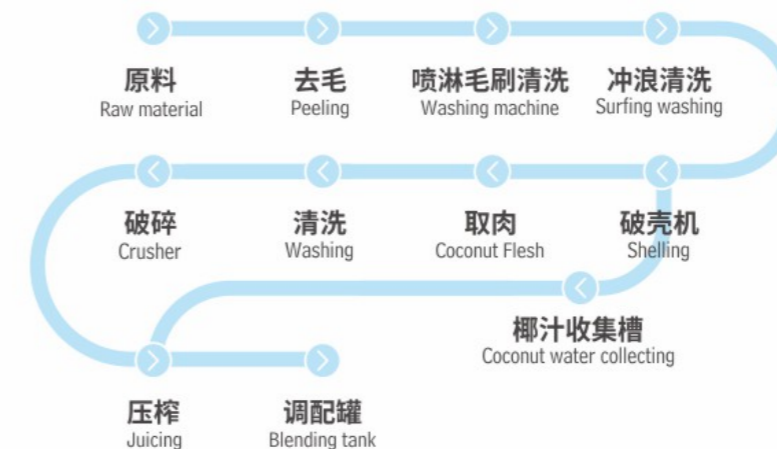 原料
Raw material
去毛
Peeling
喷淋毛刷清洗
Washing machine
冲浪清洗
Surfing washing
破碎
Crusher
清洗
Washing
取肉
Coconut Flesh
破壳机
Shelling
椰汁收集槽
Coconut water collecting
压榨
Juicing
调配罐
Blending tank